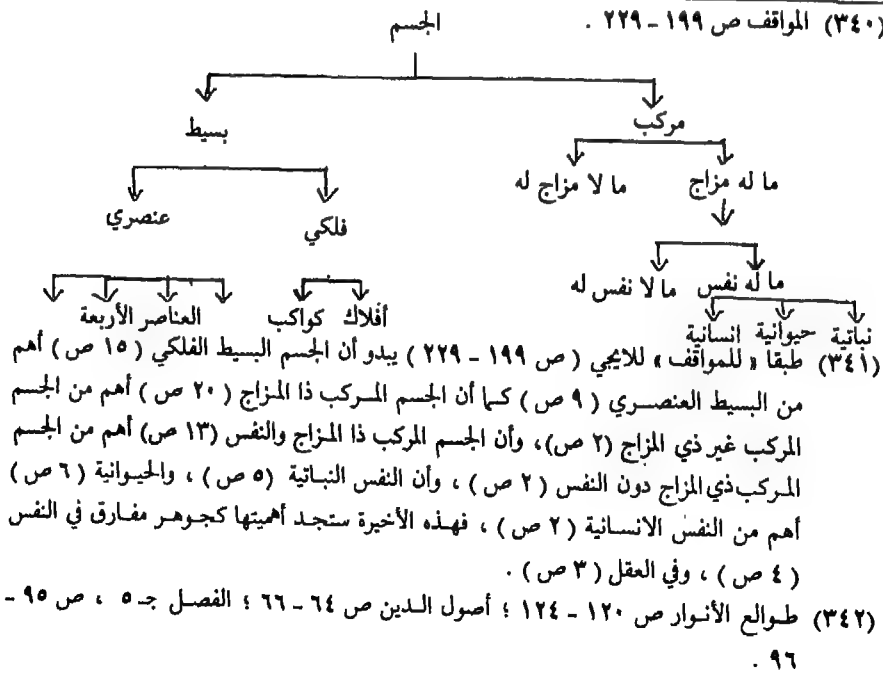 (٣٤٠) المواقف ص ١٩٩ - ٢٢٩ .
الجسم
مركب
بسيط
ما له مزاج
ما لا مزاج له
فلكي
عنصري
ما له نفس
ما لا نفس له
أفلاك
كواكب
العناصر الأربعة
نباتية
حيوانية
انسانية
(٣٤١) طبقا « للمواقف » للايجي ( ص ١٩٩ - ٢٢٩ ) يبدو أن الجسم البسيط الفلكي ( ١٥ ص ) أهم
من البسيط العنصري ( ٩ ص ) كما أن الجسم المركب ذا المزاج ( ٢٠ ص ) أهم من الجسم
المركب غير ذي المزاج (٢ ص)، وأن الجسم المركب ذا المزاج والنفس (١٣ ص) أهم من الجسم
المركب ذي المزاج دون النفس ( ٢ ص ) ، وأن النفس النباتية (٥ ص ) ، والحيوانية ( ٦ ص )
أهم من النفس الانسانية ( ٢ ص ) ، فهذه الأخيرة ستجد أهميتها كجوهر مفارق في النفس
( ٤ ص ) ، وفي العقل ( ٣ ص ) .
(٣٤٢) طوالع الأنوار ص ١٢٠ - ١٢٤ ؛ أصول الدين ص ٦٤ - ٦٦ ؛ الفصل جـ ٥ ، ص ٩٥ -
٩٦ .